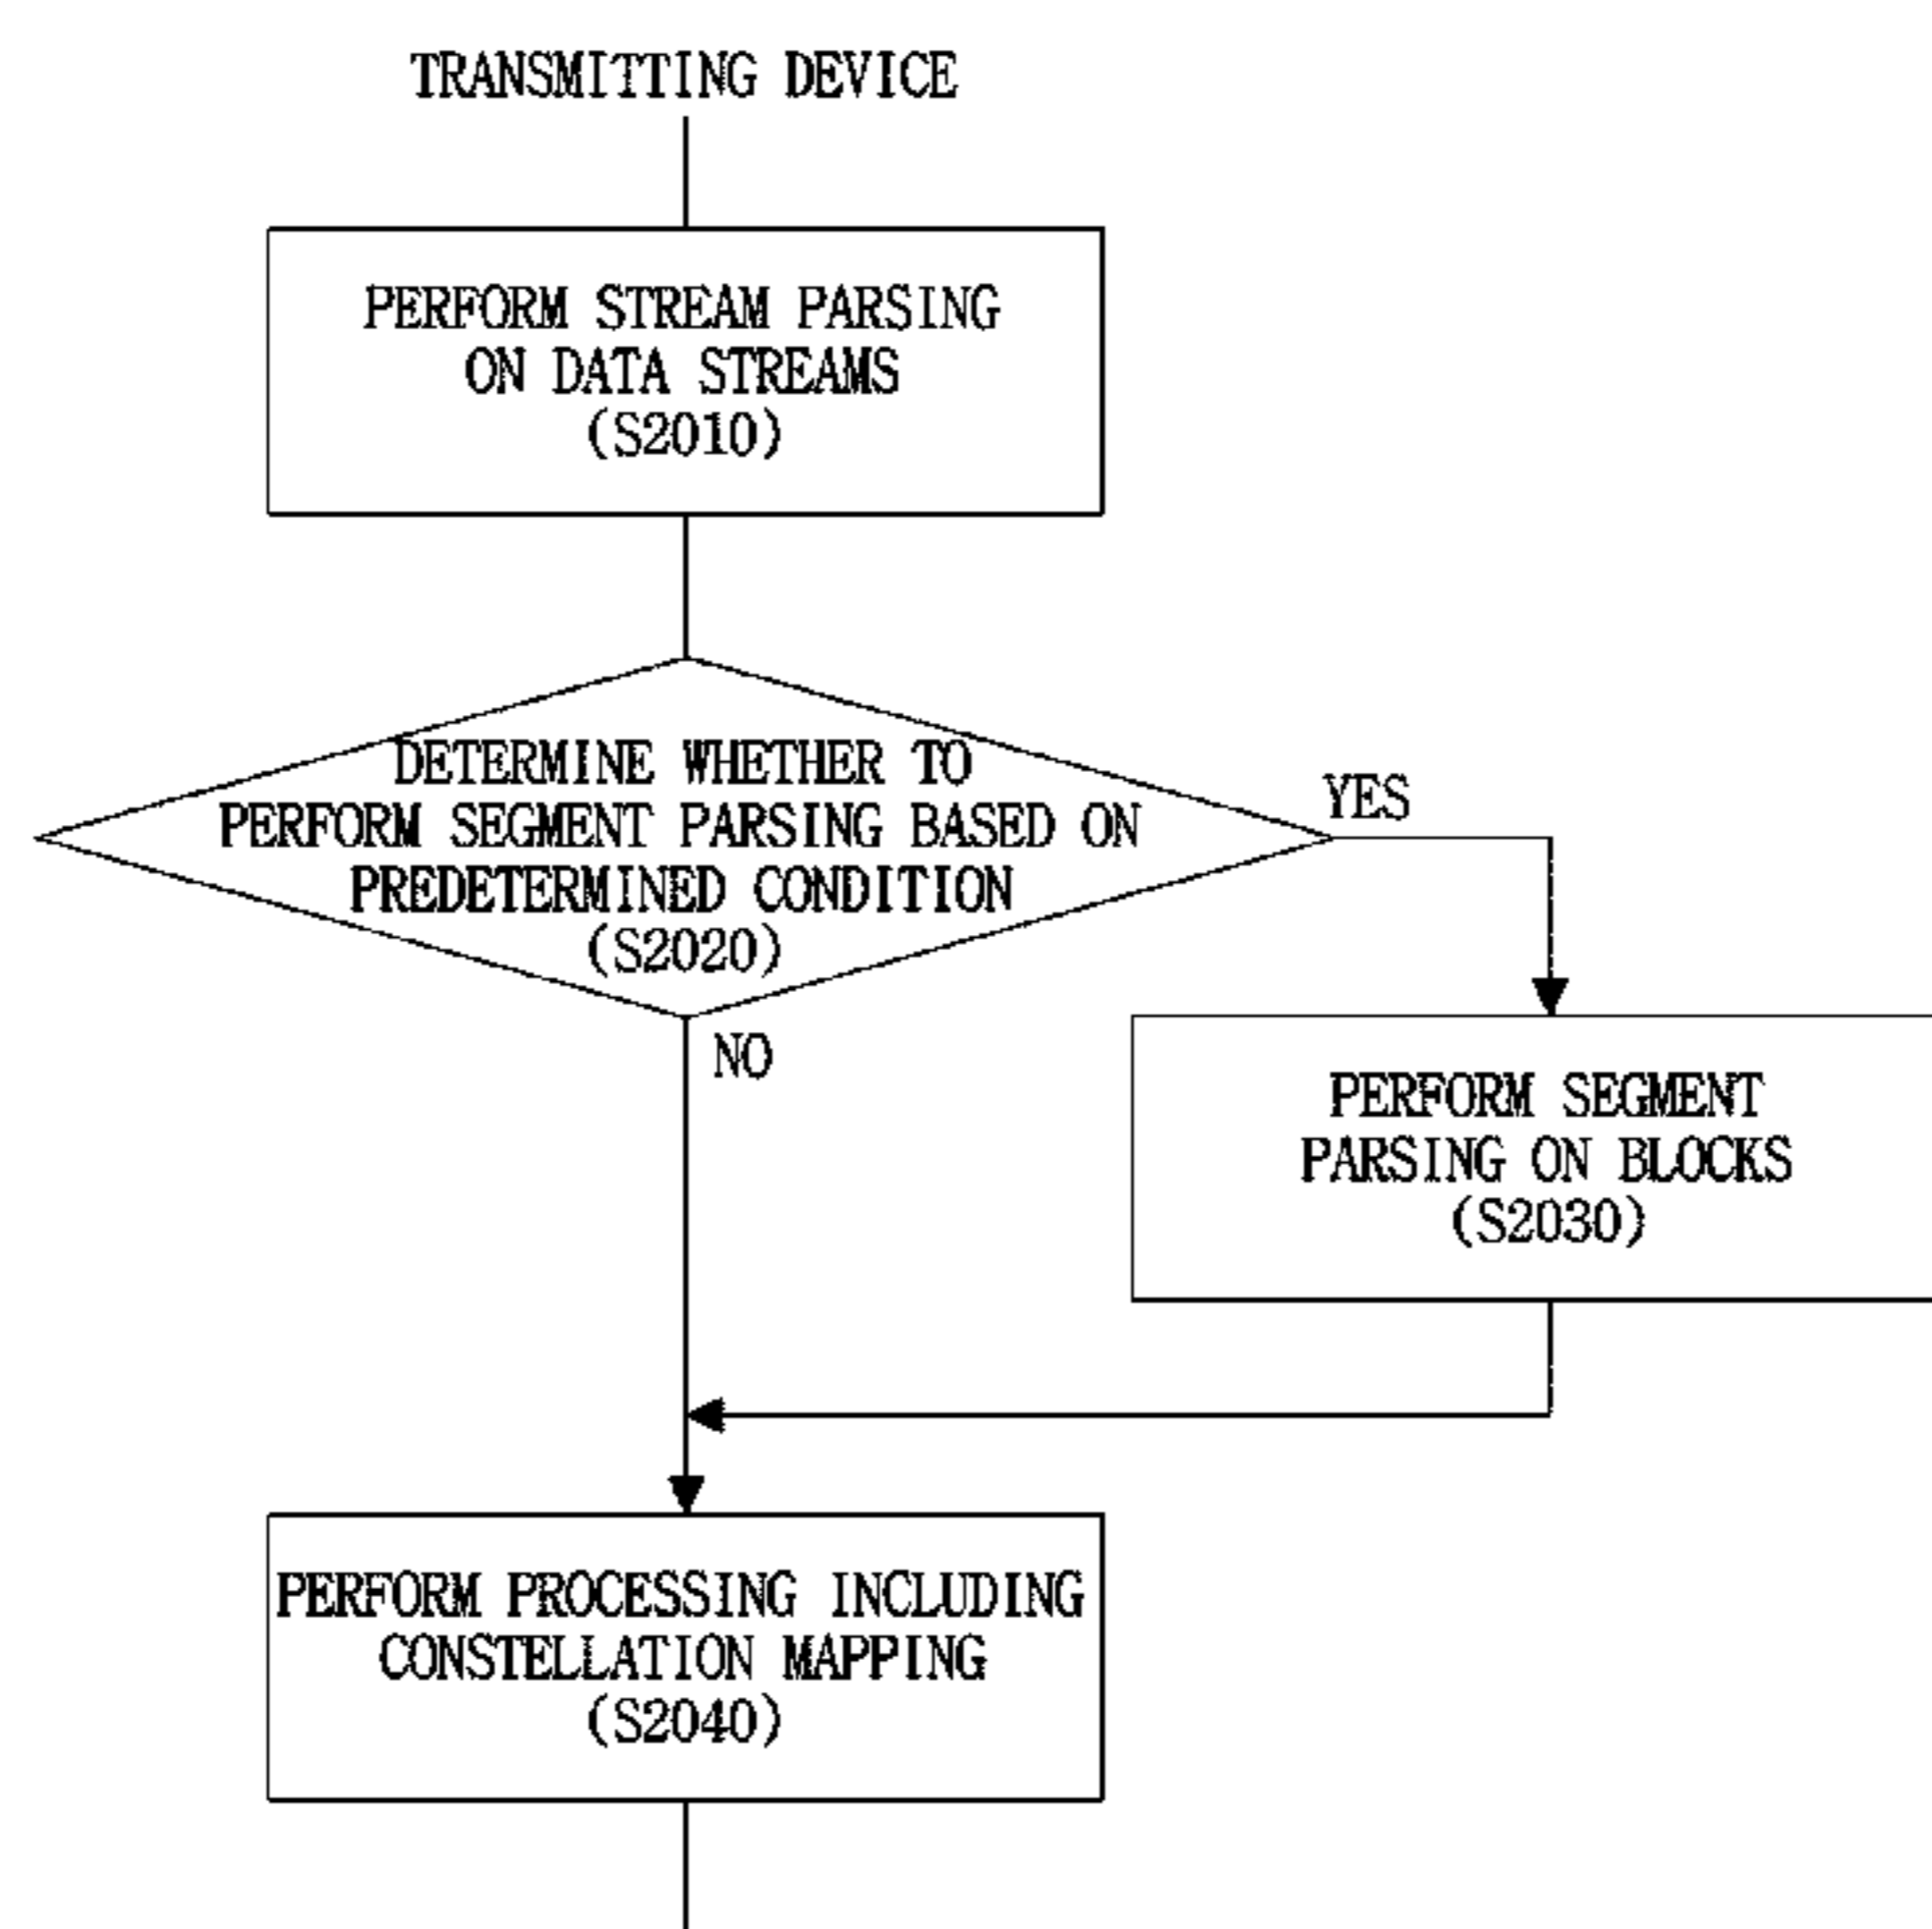 TRANSMITTING DEVICE
PERFORM STREAM PARSING
ON DATA STREAMS
(S2010)
DETERMINE WHETHER TO
PERFORM SEGMENT PARSING BASED ON
PREDETERMINED CONDITION
(S2020)
YES
NO
PERFORM SEGMENT
PARSING ON BLOCKS
(S2030)
PERFORM PROCESSING INCLUDING
CONSTELLATION MAPPING
(S2040)